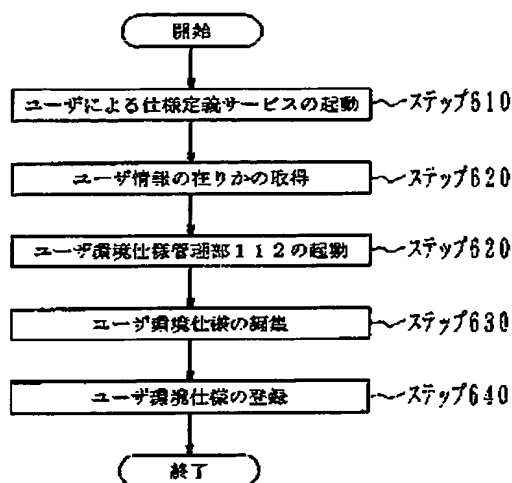 開始
ユーザによる仕様定義サービスの起動
ステップ610
ユーザ情報の在りかの取得
ステップ620
ユーザ環境仕様管理部112の起動
ステップ620
ユーザ環境仕様の編集
ステップ630
ユーザ環境仕様の登録
ステップ640
終了